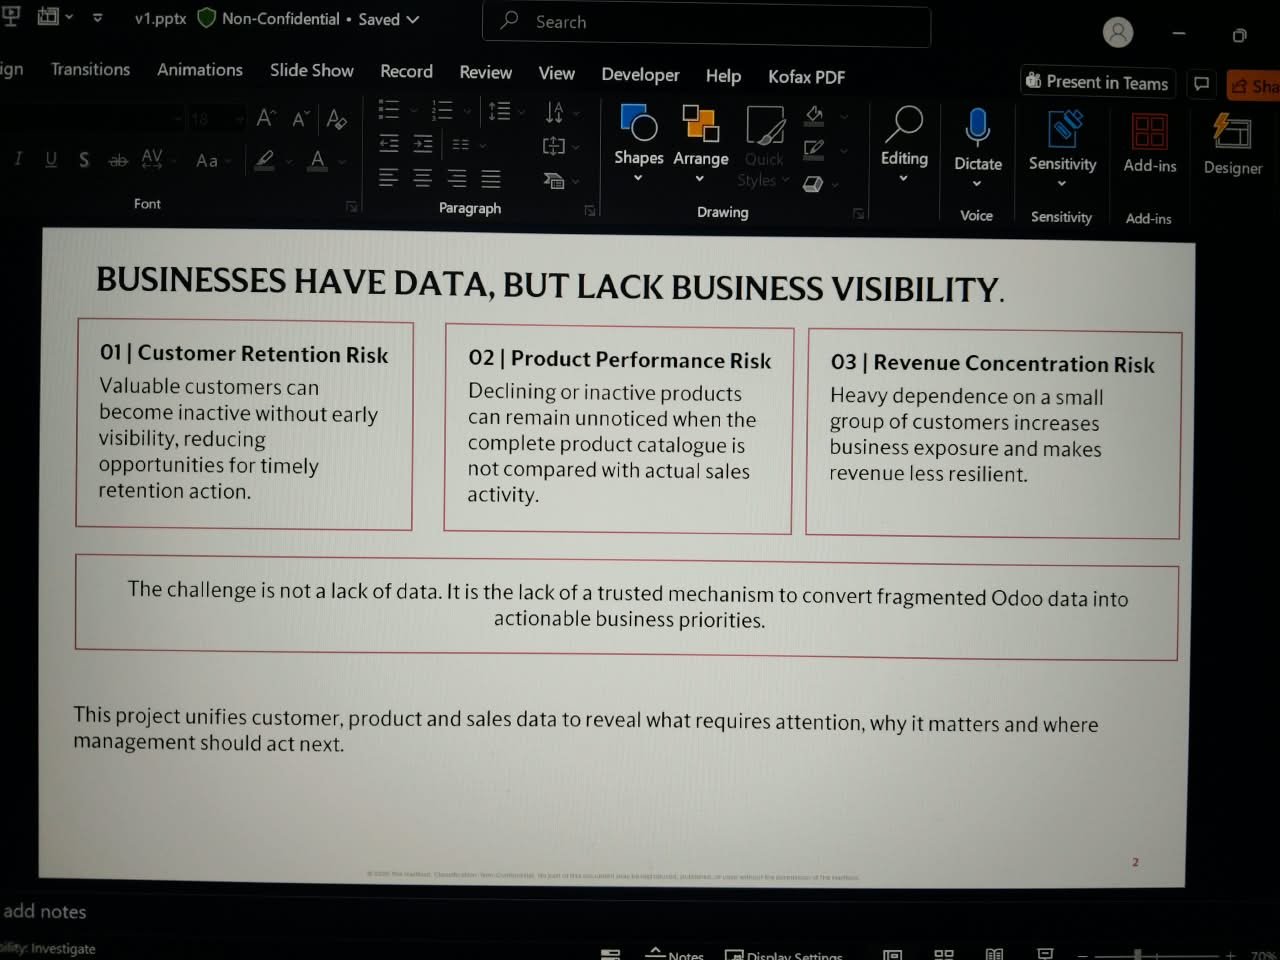 v1.pptx Non-Confidential • Saved
Search
ign Transitions Animations Slide Show Record Review View Developer Help Kofax PDF
Present in Teams
Sha
18
Aa
Shapes Arrange Quick Styles
Editing
Dictate
Sensitivity
Add-ins
Designer
Font
Paragraph
Drawing
Voice
Sensitivity
Add-ins
BUSINESSES HAVE DATA, BUT LACK BUSINESS VISIBILITY.
01 | Customer Retention Risk
Valuable customers can
become inactive without early
visibility, reducing
opportunities for timely
retention action.
02 | Product Performance Risk
Declining or inactive products
can remain unnoticed when the
complete product catalogue is
not compared with actual sales
activity.
03 | Revenue Concentration Risk
Heavy dependence on a small
group of customers increases
business exposure and makes
revenue less resilient.
The challenge is not a lack of data. It is the lack of a trusted mechanism to convert fragmented Odoo data into
actionable business priorities.
This project unifies customer, product and sales data to reveal what requires attention, why it matters and where
management should act next.
2
add notes
bility: Investigate
Notes
Display Settings
70%